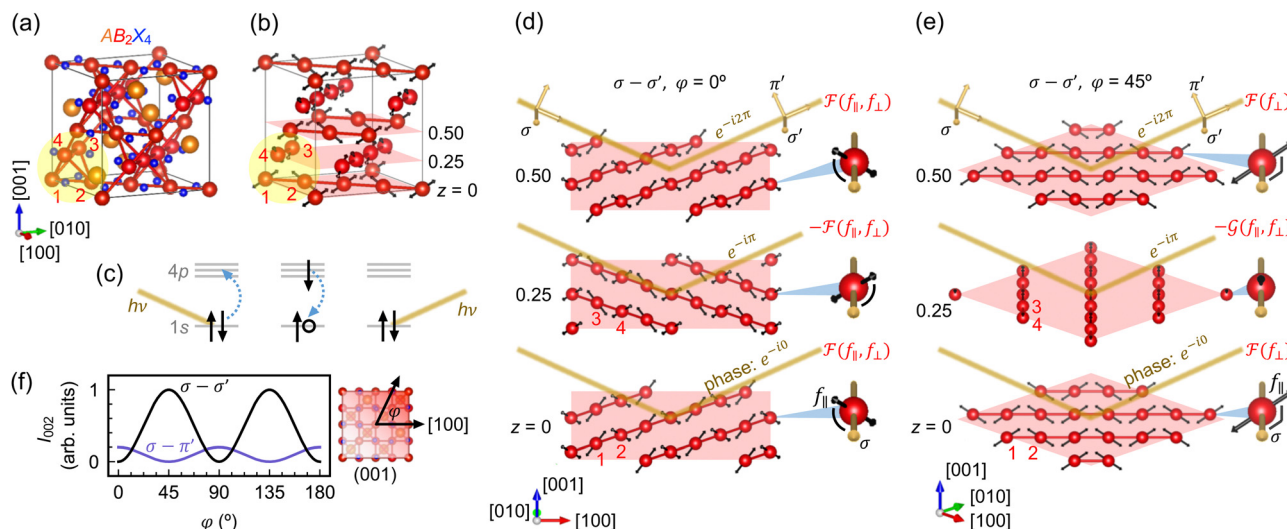 (a)
AB₂X₄
4
3
1
2
[001]
[010]
[100]
(b)
4
3
1
2
0.50
0.25
z = 0
(c)
4p
hν
1s
hν
(f)
I₀₀₂
(arb. units)
1
0
σ − σ′
σ − π′
0
45
90
135
180
φ (º)
φ
[100]
(001)
(d)
σ − σ′, φ = 0º
σ
π′
σ′
e^{-i2π}
ℱ(f∥, f⊥)
0.50
e^{-iπ}
−ℱ(f∥, f⊥)
0.25
3
4
phase: e^{-i0}
ℱ(f∥, f⊥)
f∥
σ
z = 0
1
2
[001]
[010]
[100]
(e)
σ − σ′, φ = 45º
σ
π′
σ′
e^{-i2π}
ℱ(f⊥)
0.50
e^{-iπ}
−𝒢(f∥, f⊥)
0.25
3
4
phase: e^{-i0}
ℱ(f⊥)
f∥
σ
z = 0
1
2
[001]
[010]
[100]